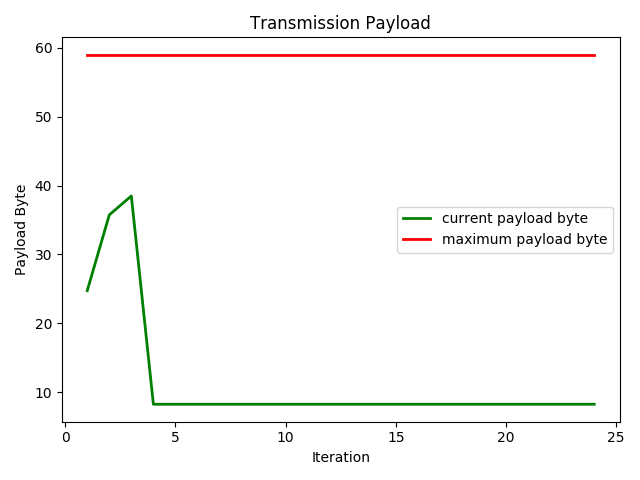 Transmission Payload
60
50
40
30
20
10
Payload Byte
current payload byte
maximum payload byte
0 5 10 15 20 25
Iteration